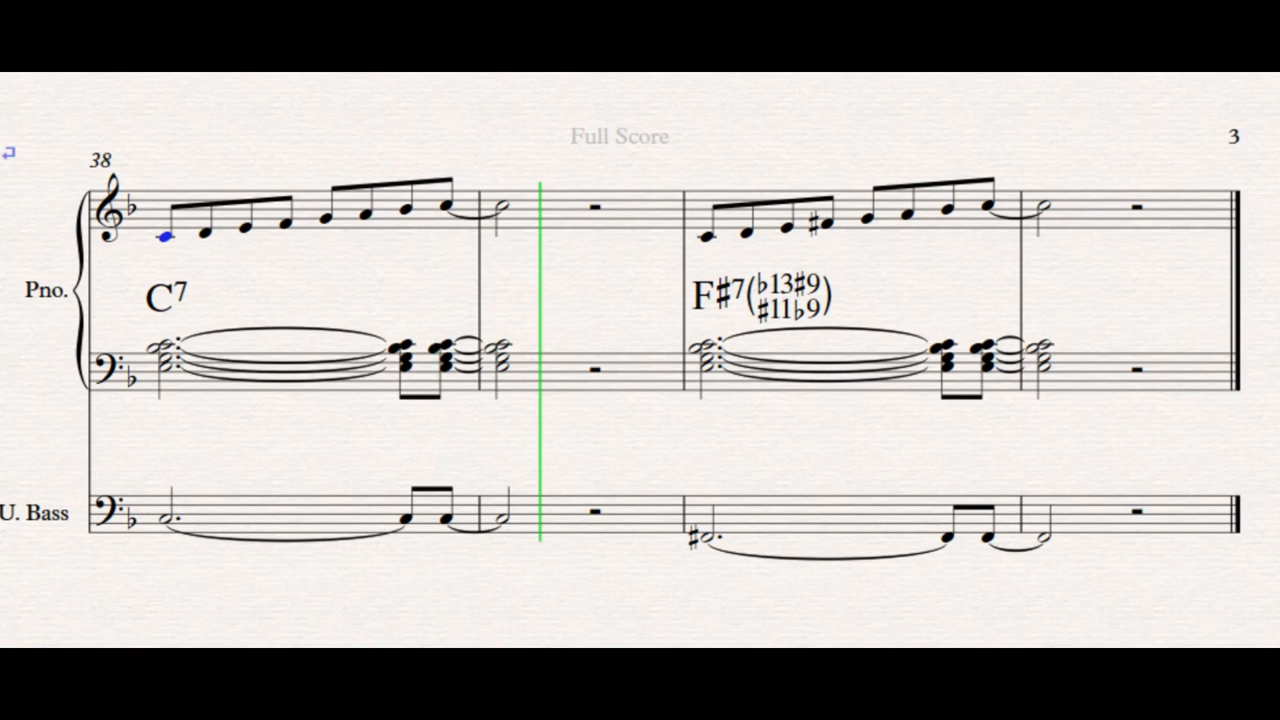 Full Score
3
38
Pno.
C7
F♯7(♭13♯9
♯11♭9)
U. Bass